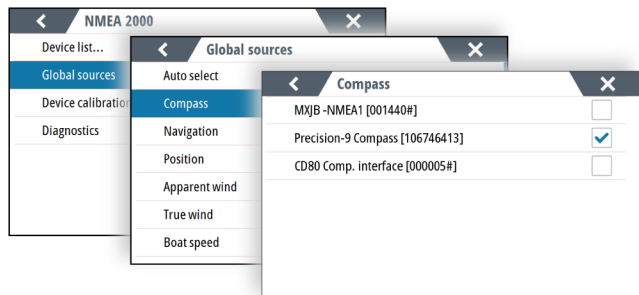 NMEA 2000
Device list...
Global sources
Device calibration
Diagnostics
Global sources
Auto select
Compass
Navigation
Position
Apparent wind
True wind
Boat speed
Compass
MXJB -NMEA1 [001440#]
Precision-9 Compass [106746413]
CD80 Comp. interface [000005#]